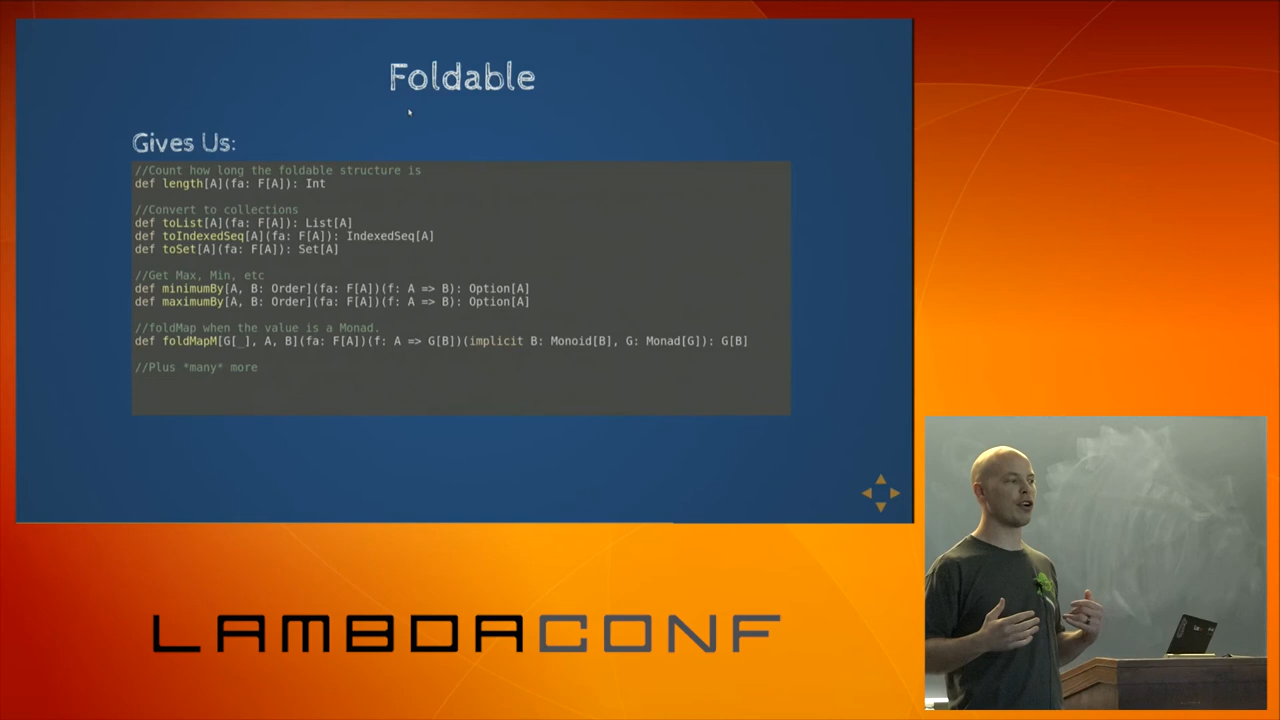 Foldable
Gives Us:
//Count how long the foldable structure is
def length[A](fa: F[A]): Int
//Convert to collections
def toList[A](fa: F[A]): List[A]
def toIndexedSeq[A](fa: F[A]): IndexedSeq[A]
def toSet[A](fa: F[A]): Set[A]
//Get Max, Min, etc
def minimumBy[A, B: Order](fa: F[A])(f: A => B): Option[A]
def maximumBy[A, B: Order](fa: F[A])(f: A => B): Option[A]
//foldMap when the value is a Monad.
def foldMapM[G[_], A, B](fa: F[A])(f: A => G[B])(implicit B: Monoid[B], G: Monad[G]): G[B]
//Plus *many* more
LAMBDACONF